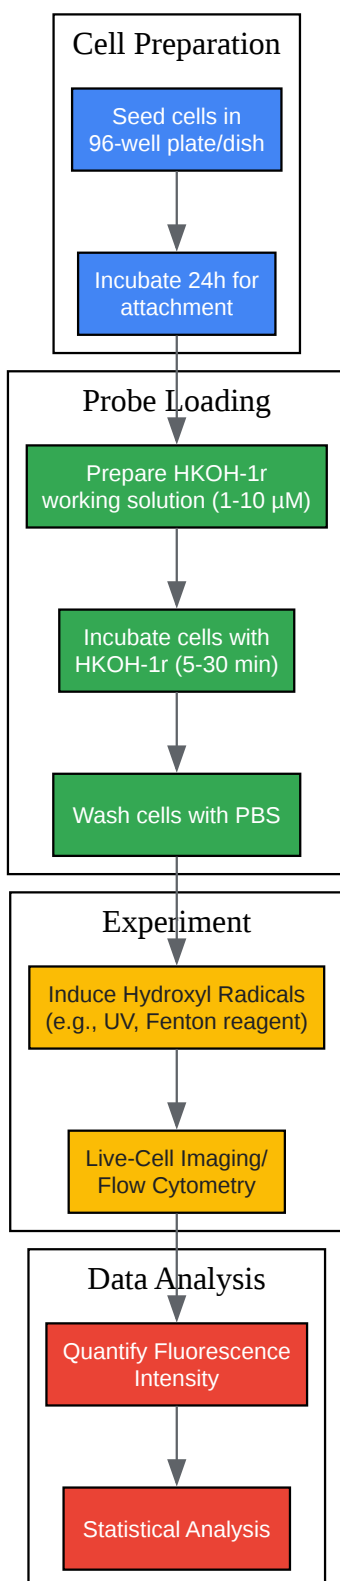 Cell Preparation
Seed cells in
96-well plate/dish
Incubate 24h for
attachment
Probe Loading
Prepare HKOH-1r
working solution (1-10 µM)
Incubate cells with
HKOH-1r (5-30 min)
Wash cells with PBS
Experiment
Induce Hydroxyl Radicals
(e.g., UV, Fenton reagent)
Live-Cell Imaging/
Flow Cytometry
Data Analysis
Quantify Fluorescence
Intensity
Statistical Analysis